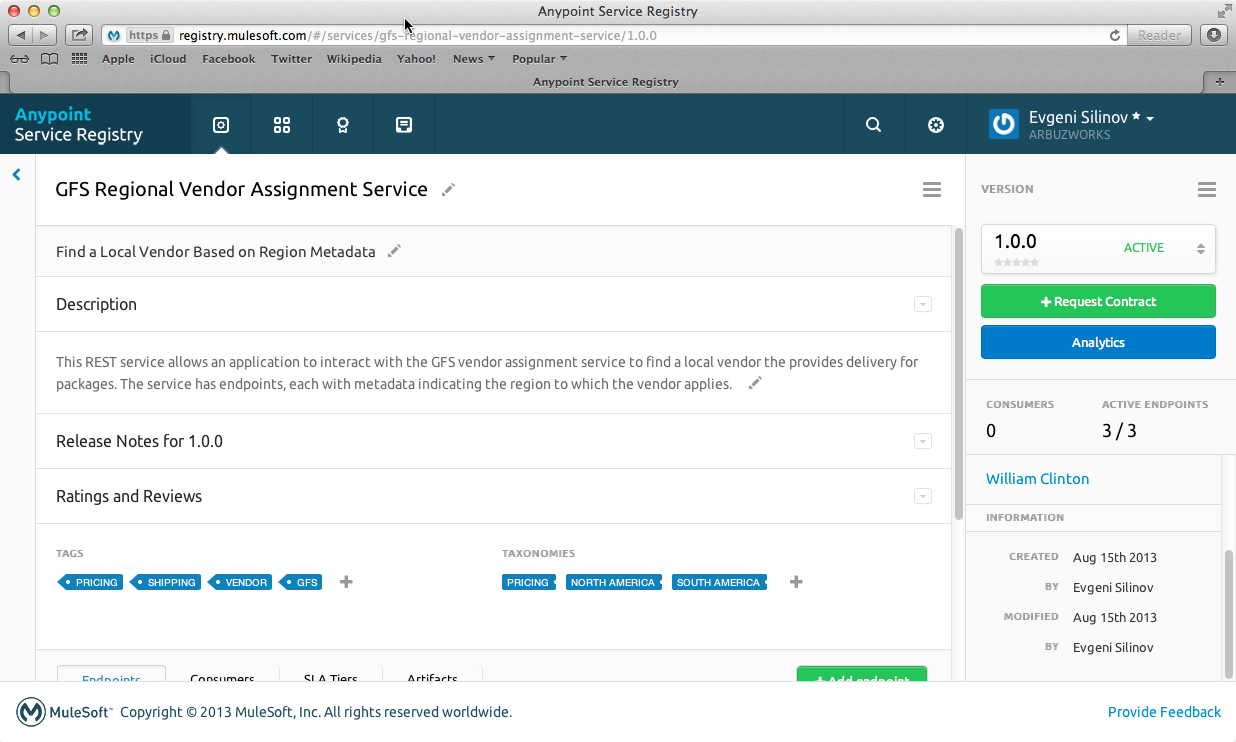 Anypoint Service Registry
https registry.mulesoft.com/#/services/gfs-regional-vendor-assignment-service/1.0.0
Reader
Apple iCloud Facebook Twitter Wikipedia Yahoo! News Popular
Anypoint Service Registry
Anypoint
Service Registry
Evgeni Silinov
ARBUZWORKS
GFS Regional Vendor Assignment Service
Find a Local Vendor Based on Region Metadata
Description
This REST service allows an application to interact with the GFS vendor assignment service to find a local vendor the provides delivery for
packages. The service has endpoints, each with metadata indicating the region to which the vendor applies.
Release Notes for 1.0.0
Ratings and Reviews
TAGS
PRICING SHIPPING VENDOR GFS
TAXONOMIES
PRICING NORTH AMERICA SOUTH AMERICA
Endpoints Consumers SLA Tiers Artifacts
Add endpoint
VERSION
1.0.0
ACTIVE
Request Contract
Analytics
CONSUMERS ACTIVE ENDPOINTS
0 3 / 3
William Clinton
INFORMATION
CREATED Aug 15th 2013
BY Evgeni Silinov
MODIFIED Aug 15th 2013
BY Evgeni Silinov
MuleSoft Copyright © 2013 MuleSoft, Inc. All rights reserved worldwide.
Provide Feedback